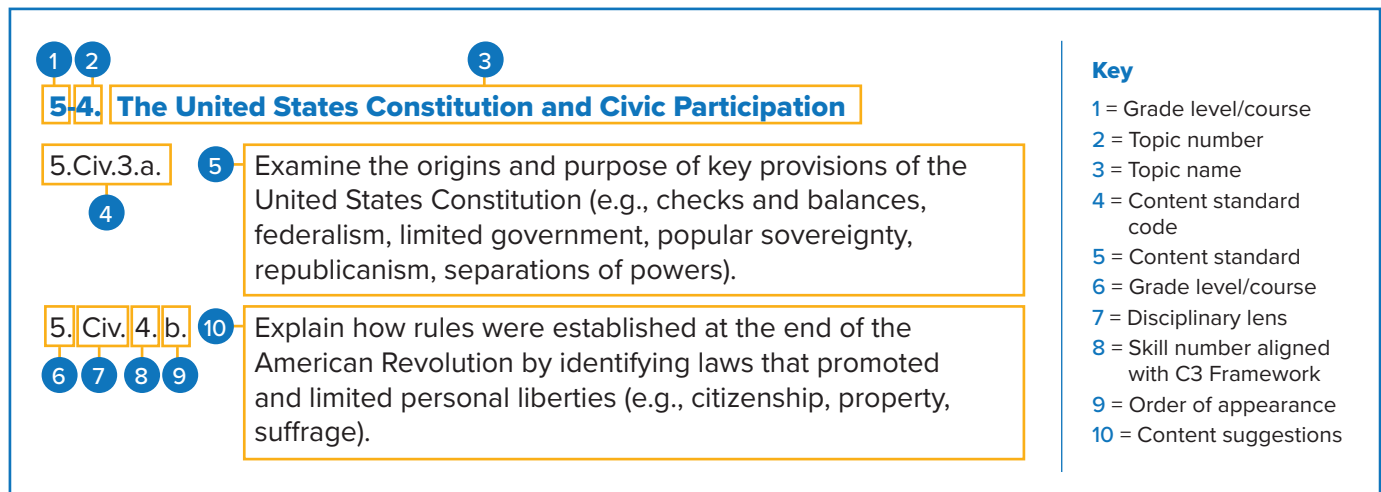 1 2 3
5-4. The United States Constitution and Civic Participation
5.Civ.3.a. 5 Examine the origins and purpose of key provisions of the
United States Constitution (e.g., checks and balances,
4
federalism, limited government, popular sovereignty,
republicanism, separations of powers).
5. Civ. 4. b. 10 Explain how rules were established at the end of the
American Revolution by identifying laws that promoted
6 7 8 9
and limited personal liberties (e.g., citizenship, property,
suffrage).
Key
1 = Grade level/course
2 = Topic number
3 = Topic name
4 = Content standard
code
5 = Content standard
6 = Grade level/course
7 = Disciplinary lens
8 = Skill number aligned
with C3 Framework
9 = Order of appearance
10 = Content suggestions